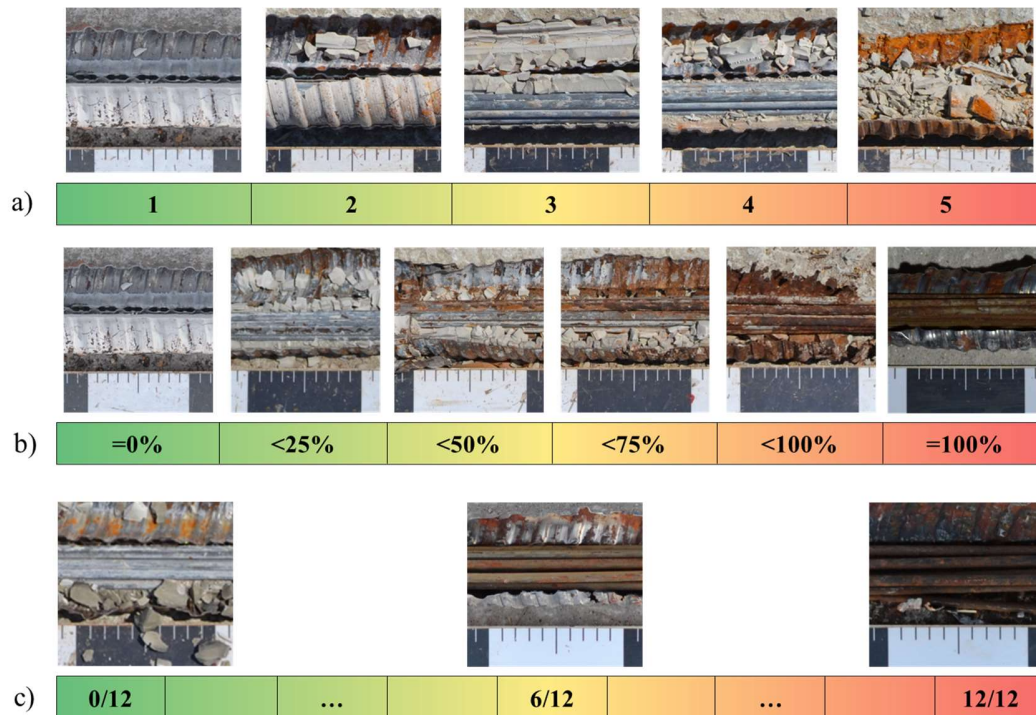 a) 1 2 3 4 5
b) =0% <25% <50% <75% <100% =100%
c) 0/12 ... 6/12 ... 12/12